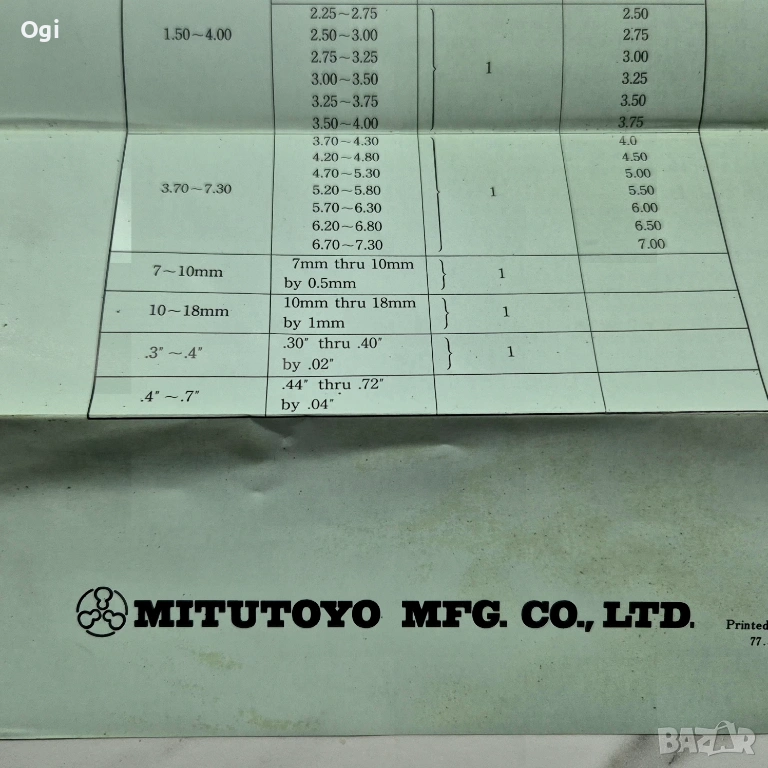 Ogi
2.25~2.75 2.50
1.50~4.00 2.50~3.00 2.75
2.75~3.25 3.00
3.00~3.50 1 3.25
3.25~3.75 3.50
3.50~4.00 3.75
3.70~4.30 4.0
4.20~4.80 4.50
4.70~5.30 5.00
3.70~7.30 5.20~5.80 1 5.50
5.70~6.30 6.00
6.20~6.80 6.50
6.70~7.30 7.00
7~10mm 7mm thru 10mm 1
by 0.5mm
10~18mm 10mm thru 18mm 1
by 1mm
.3"~.4" .30" thru .40" 1
by .02"
.4"~.7" .44" thru .72"
by .04"
MITUTOYO MFG. CO., LTD.
Printed
77.
BAZAR